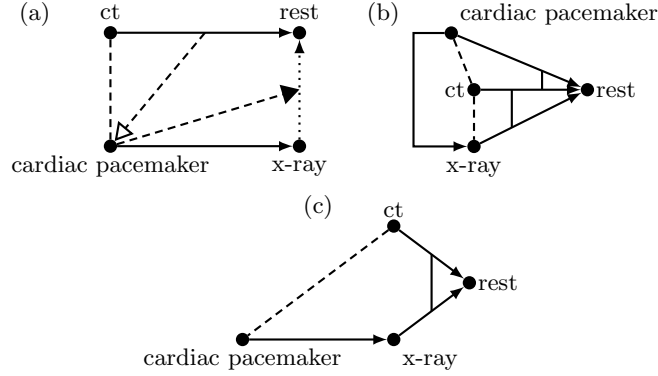 (a)
ct
rest
cardiac pacemaker
x-ray
(b)
cardiac pacemaker
ct
rest
x-ray
(c)
ct
rest
cardiac pacemaker
x-ray